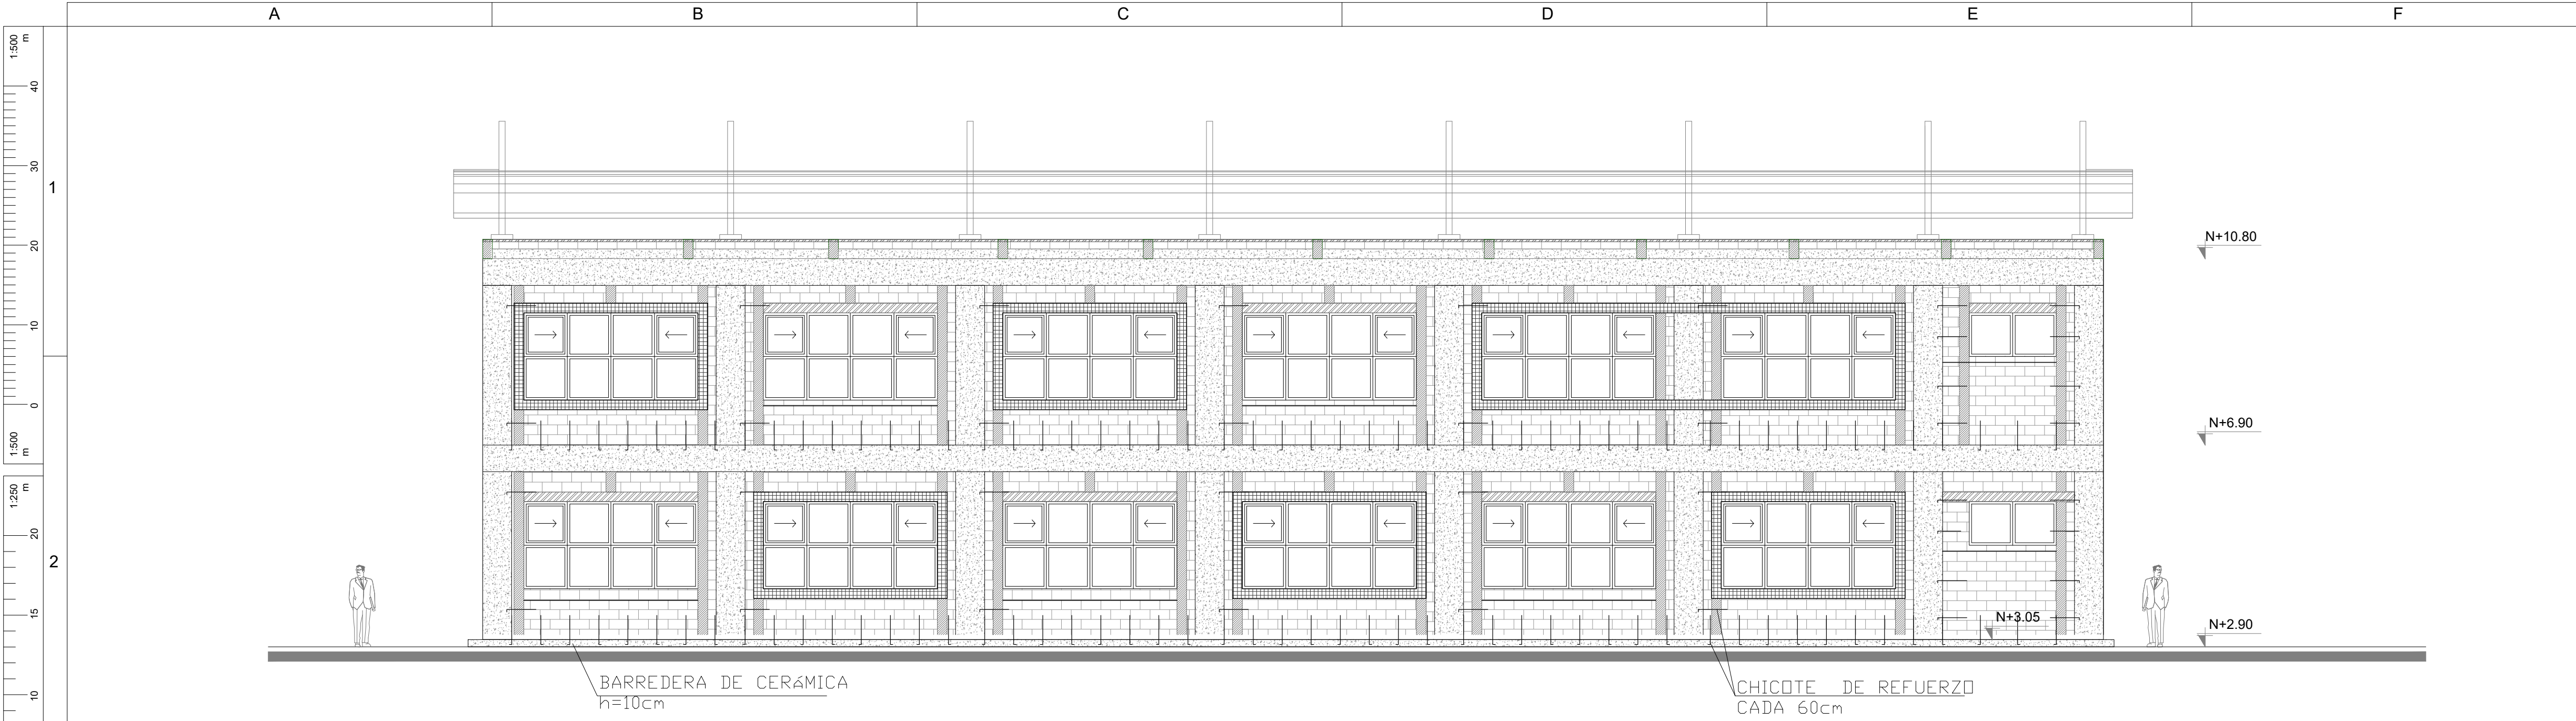 A B C D E F
1:500
m
40
30
20
10
0
1:500
m
1
N+10.80
N+6.90
1:250
m
20
15
10
2
N+3.05
N+2.90
BARREDERA DE CERáMICA
h=10cm
CHICOTE DE REFUERZO
CADA 60cm